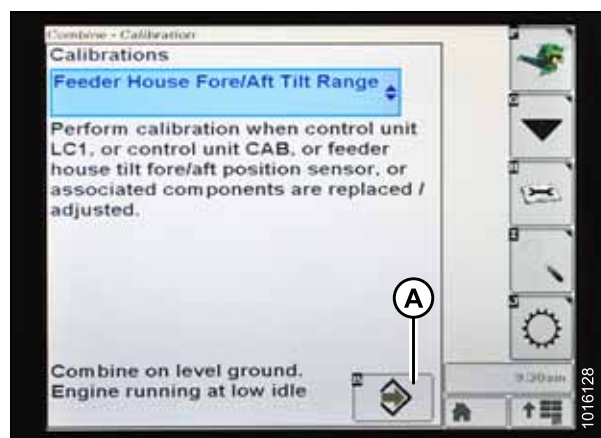 Combine - Calibration
Calibrations
Feeder House Fore/Aft Tilt Range
Perform calibration when control unit
LC1, or control unit CAB, or feeder
house tilt fore/aft position sensor, or
associated components are replaced /
adjusted.
A
Combine on level ground.
Engine running at low idle
9:30am
1016128